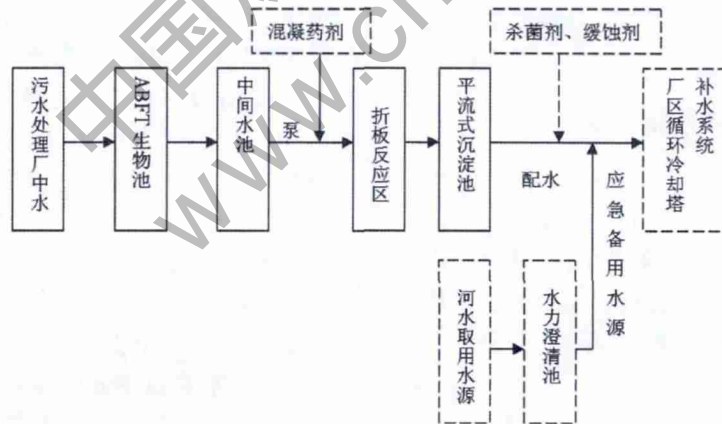 混凝药剂
杀菌剂、缓蚀剂
污水处理厂中水
ABFT生物池
中间水池
泵
折板反应区
平流式沉淀池
配水
应急备用水源
厂区循环冷却塔
补水系统
河水取用水源
水力澄清池
中国
www.c